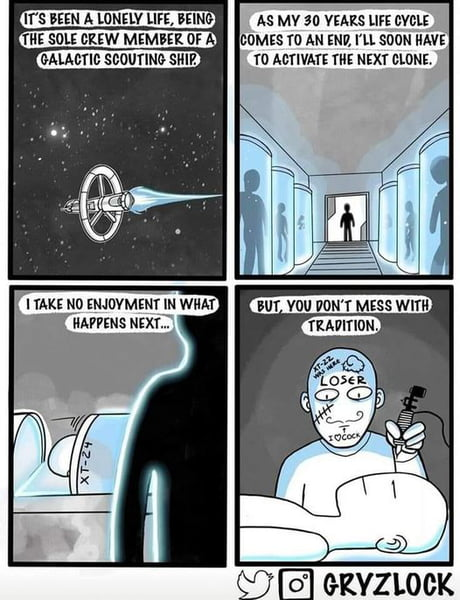 IT'S BEEN A LONELY LIFE, BEING
THE SOLE CREW MEMBER OF A
GALACTIC SCOUTING SHIP.
AS MY 30 YEARS LIFE CYCLE
COMES TO AN END, I'LL SOON HAVE
TO ACTIVATE THE NEXT CLONE.
I TAKE NO ENJOYMENT IN WHAT
HAPPENS NEXT...
XT-24
BUT, YOU DON'T MESS WITH
TRADITION.
XT-22
WAS HERE
LOSER
I ♡ COCK
GRYZLOCK